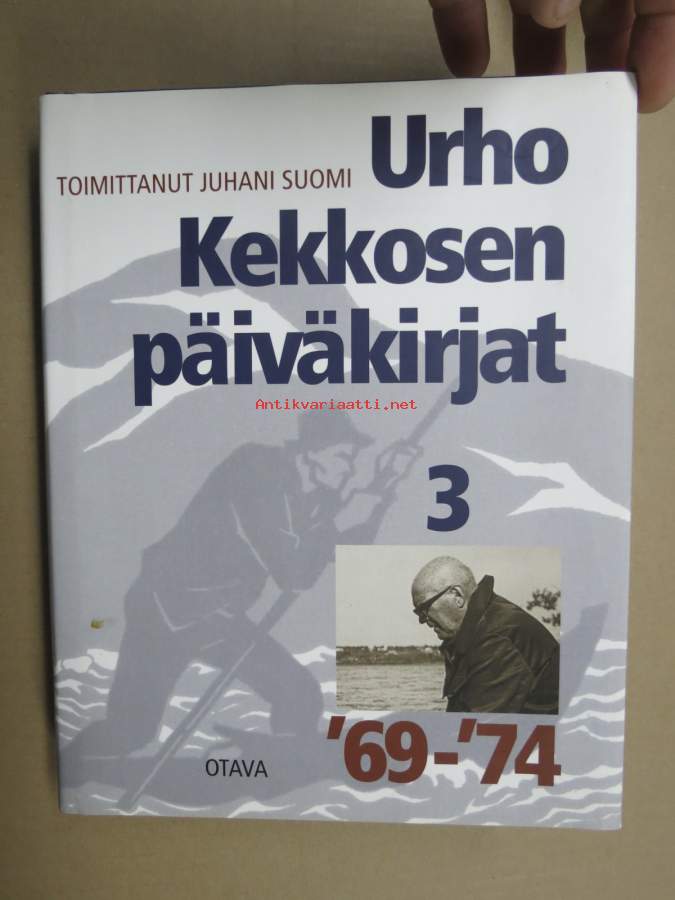 TOIMITTANUT JUHANI SUOMI
Urho
Kekkosen
päiväkirjat
Antikvariaatti.net
3
'69-'74
OTAVA